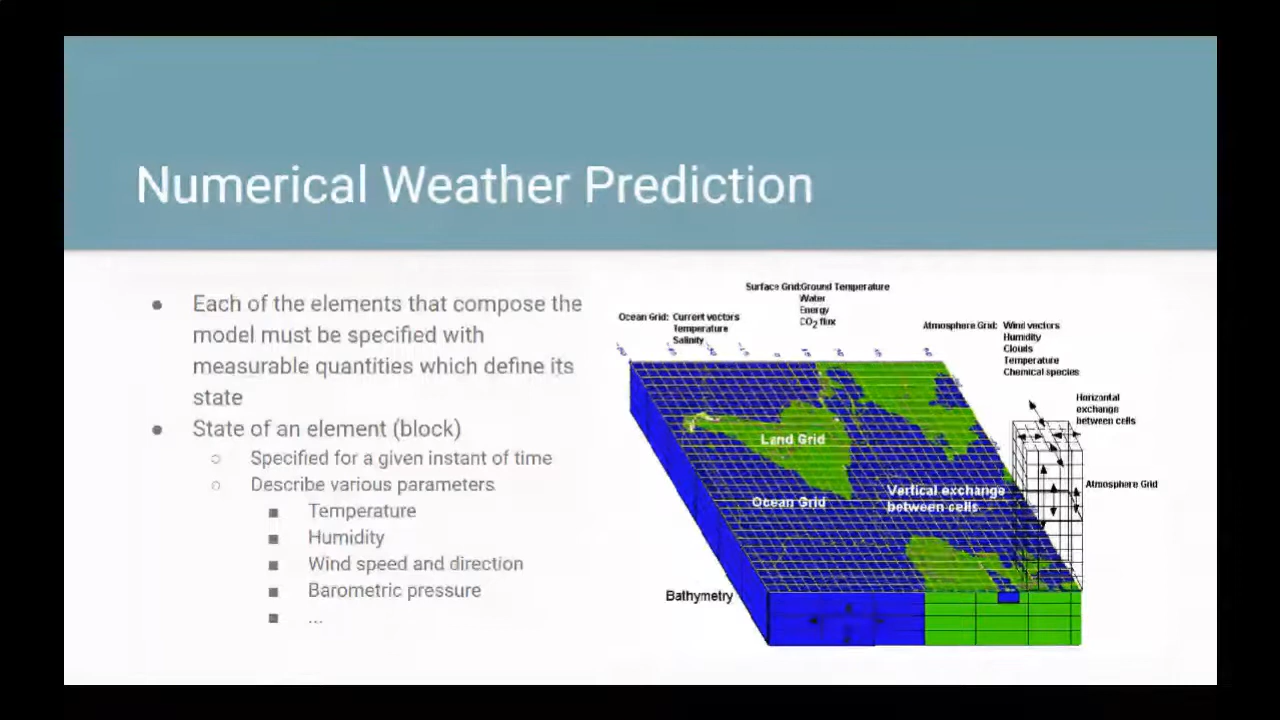 Numerical Weather Prediction
● Each of the elements that compose the
model must be specified with
measurable quantities which define its
state
● State of an element (block)
○ Specified for a given instant of time
○ Describe various parameters
■ Temperature
■ Humidity
■ Wind speed and direction
■ Barometric pressure
■ ...
Surface Grid:Ground Temperature
Water
Energy
CO2 flux
Ocean Grid: Current vectors
Temperature
Salinity
Atmosphere Grid: Wind vectors
Humidity
Clouds
Temperature
Chemical species
Horizontal
exchange
between cells
Land Grid
Ocean Grid
Vertical exchange
between cells
Atmosphere Grid
Bathymetry